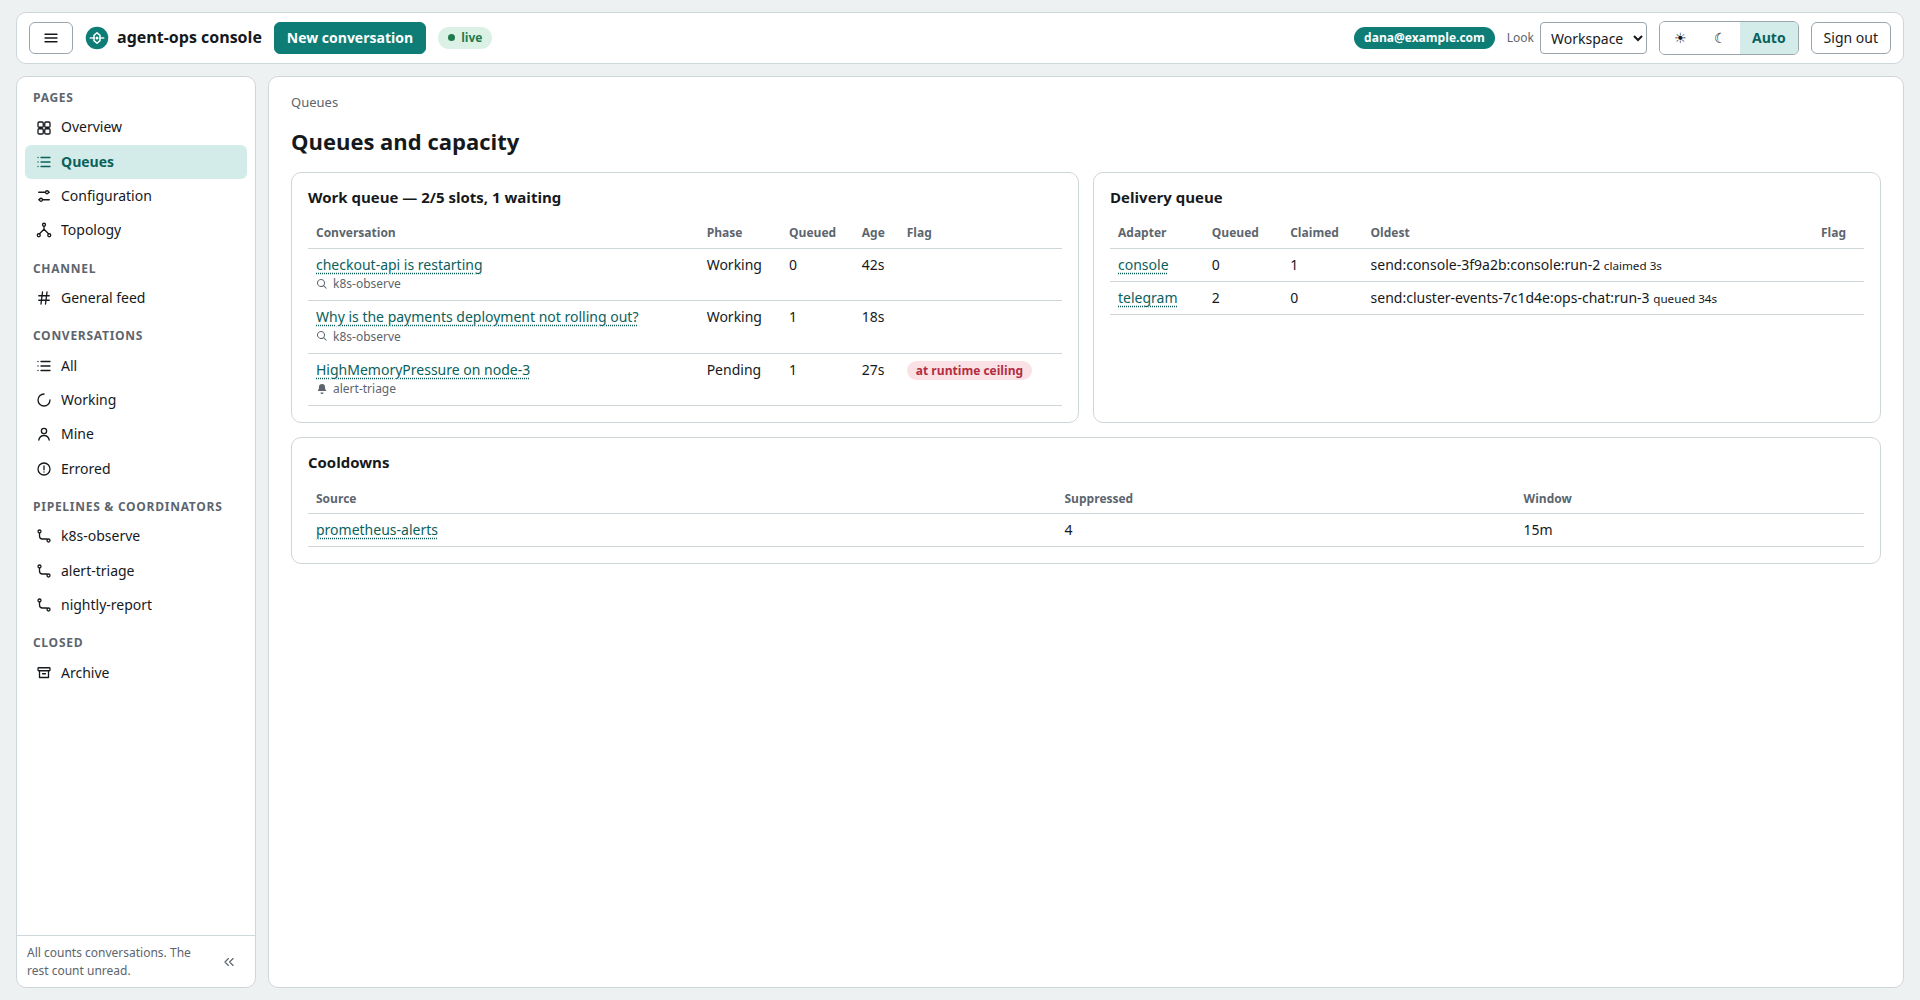 agent-ops console
New conversation
live
dana@example.com
Look
Workspace
Auto
Sign out
PAGES
Overview
Queues
Configuration
Topology
CHANNEL
General feed
CONVERSATIONS
All
Working
Mine
Errored
PIPELINES & COORDINATORS
k8s-observe
alert-triage
nightly-report
CLOSED
Archive
All counts conversations. The
rest count unread.
Queues
Queues and capacity
Work queue — 2/5 slots, 1 waiting
Conversation Phase Queued Age Flag
checkout-api is restarting Working 0 42s
k8s-observe
Why is the payments deployment not rolling out? Working 1 18s
k8s-observe
HighMemoryPressure on node-3 Pending 1 27s at runtime ceiling
alert-triage
Delivery queue
Adapter Queued Claimed Oldest Flag
console 0 1 send:console-3f9a2b:console:run-2 claimed 3s
telegram 2 0 send:cluster-events-7c1d4e:ops-chat:run-3 queued 34s
Cooldowns
Source Suppressed Window
prometheus-alerts 4 15m